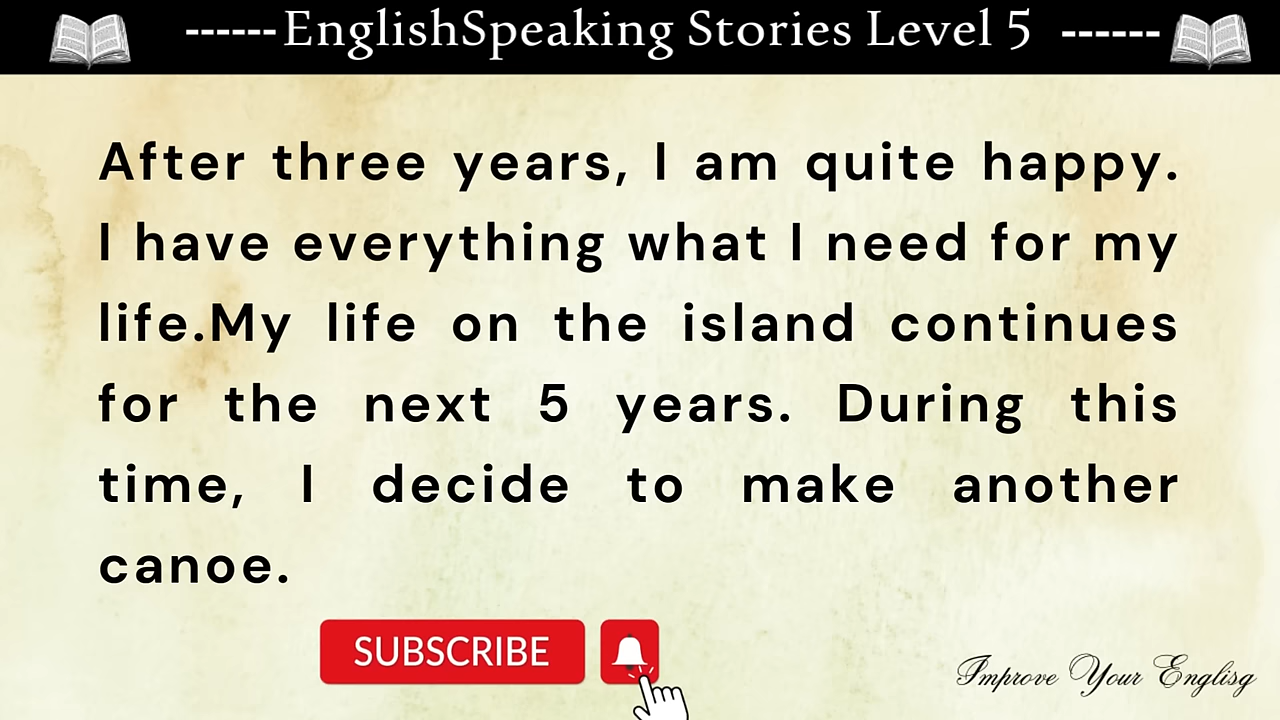 ------EnglishSpeaking Stories Level 5 ------
After three years, I am quite happy.
I have everything what I need for my
life.My life on the island continues
for the next 5 years. During this
time, I decide to make another
canoe.
SUBSCRIBE
Improve Your Englisg